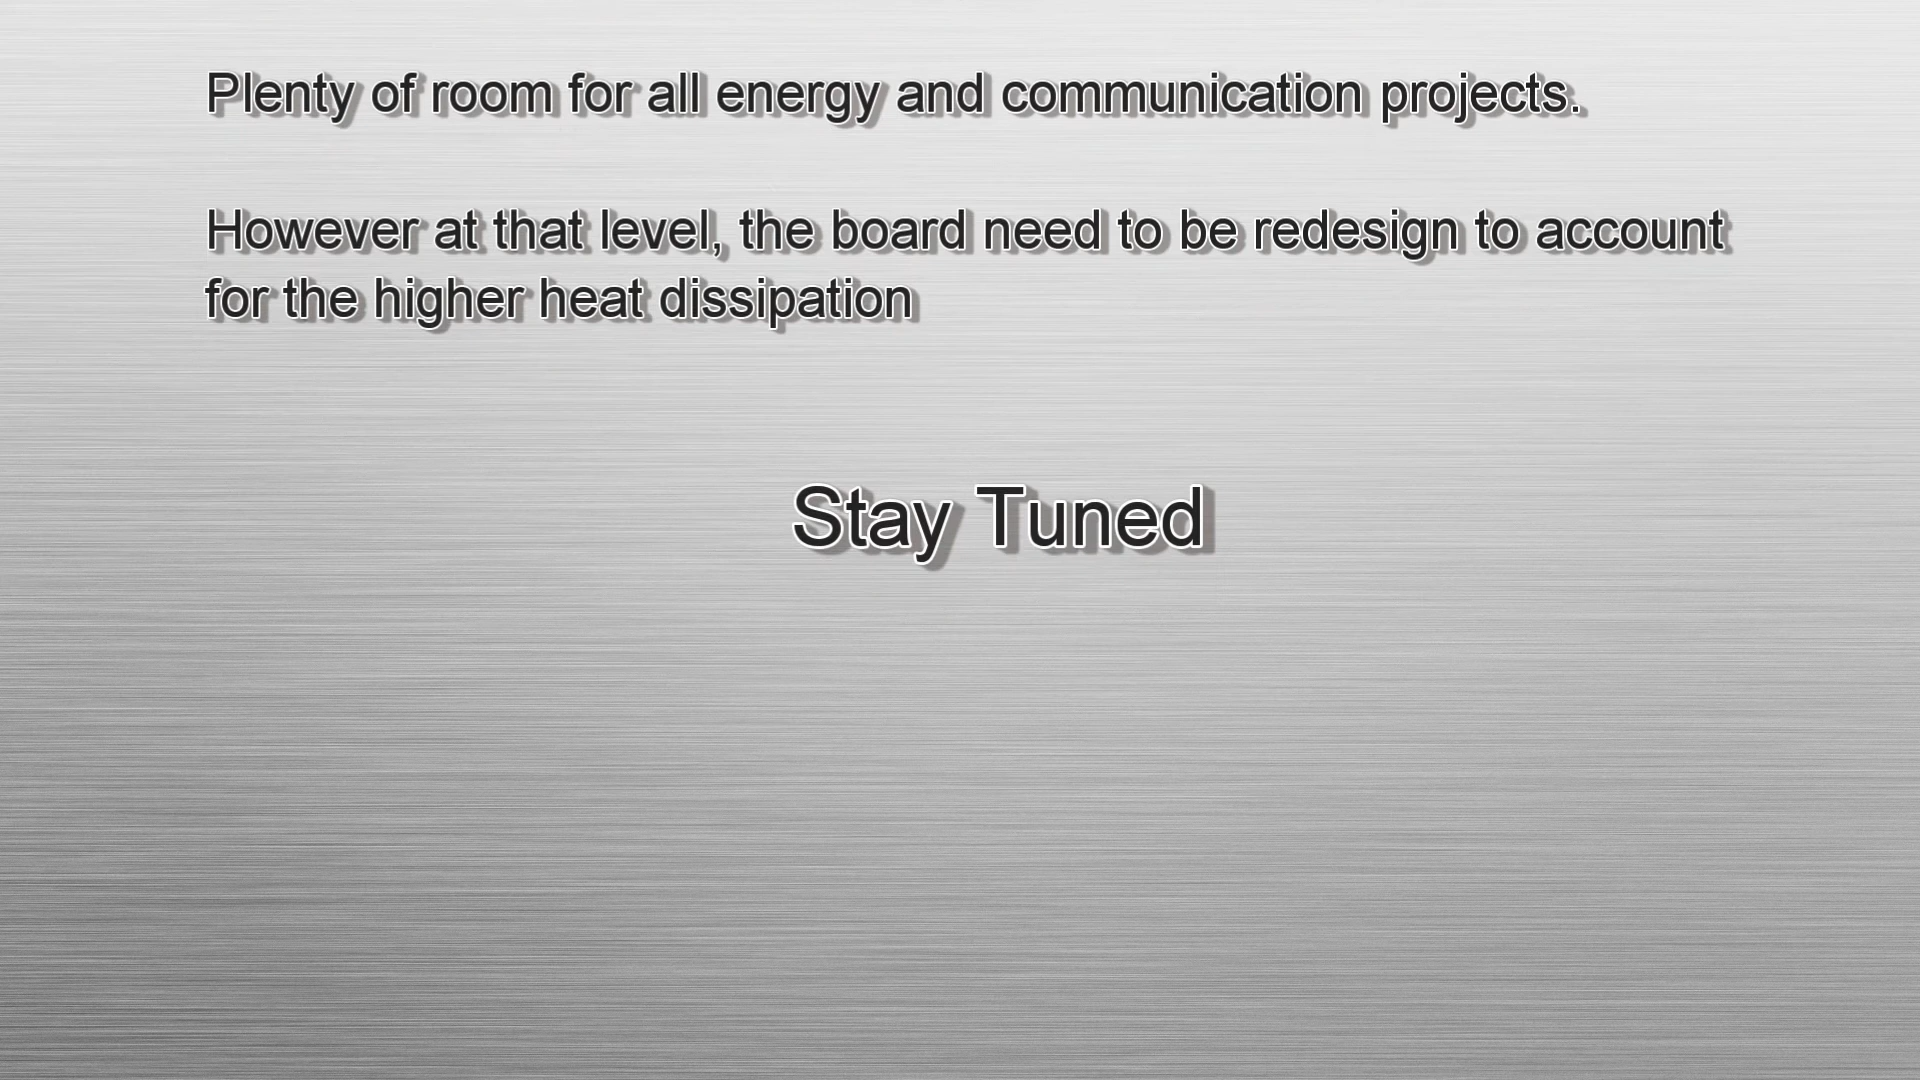 Plenty of room for all energy and communication projects.
However at that level, the board need to be redesign to account
for the higher heat dissipation
Stay Tuned